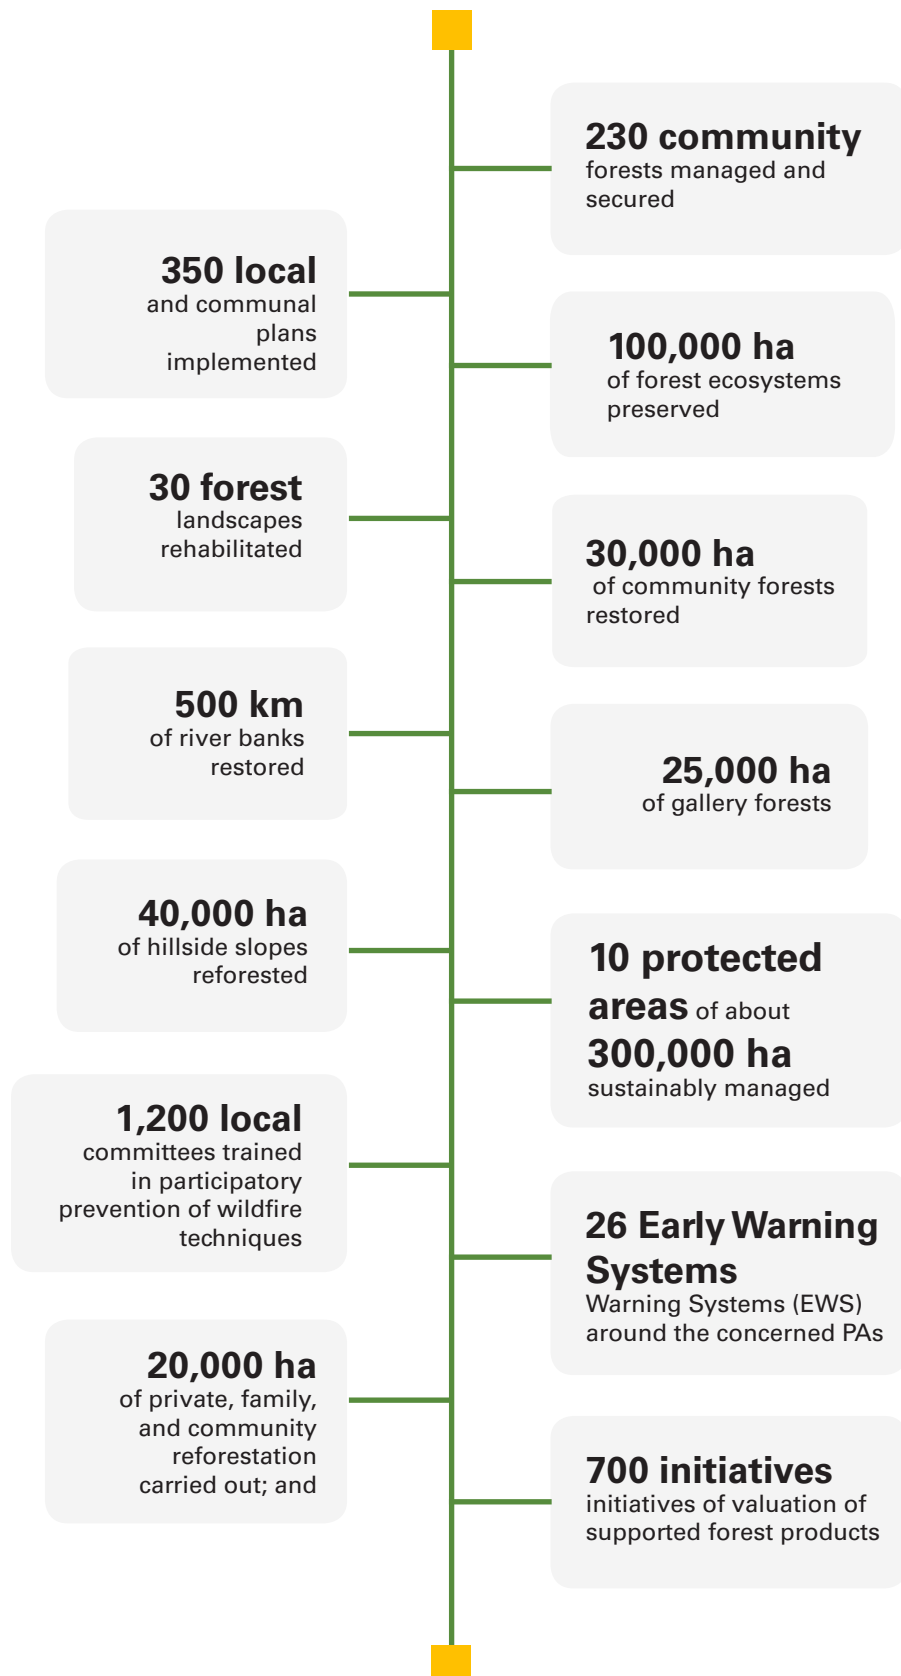 230 community
forests managed and
secured
350 local
and communal
plans
implemented
100,000 ha
of forest ecosystems
preserved
30 forest
landscapes
rehabilitated
30,000 ha
of community forests
restored
500 km
of river banks
restored
25,000 ha
of gallery forests
40,000 ha
of hillside slopes
reforested
10 protected
areas of about
300,000 ha
sustainably managed
1,200 local
committees trained
in participatory
prevention of wildfire
techniques
26 Early Warning
Systems
Warning Systems (EWS)
around the concerned PAs
20,000 ha
of private, family,
and community
reforestation
carried out; and
700 initiatives
initiatives of valuation of
supported forest products